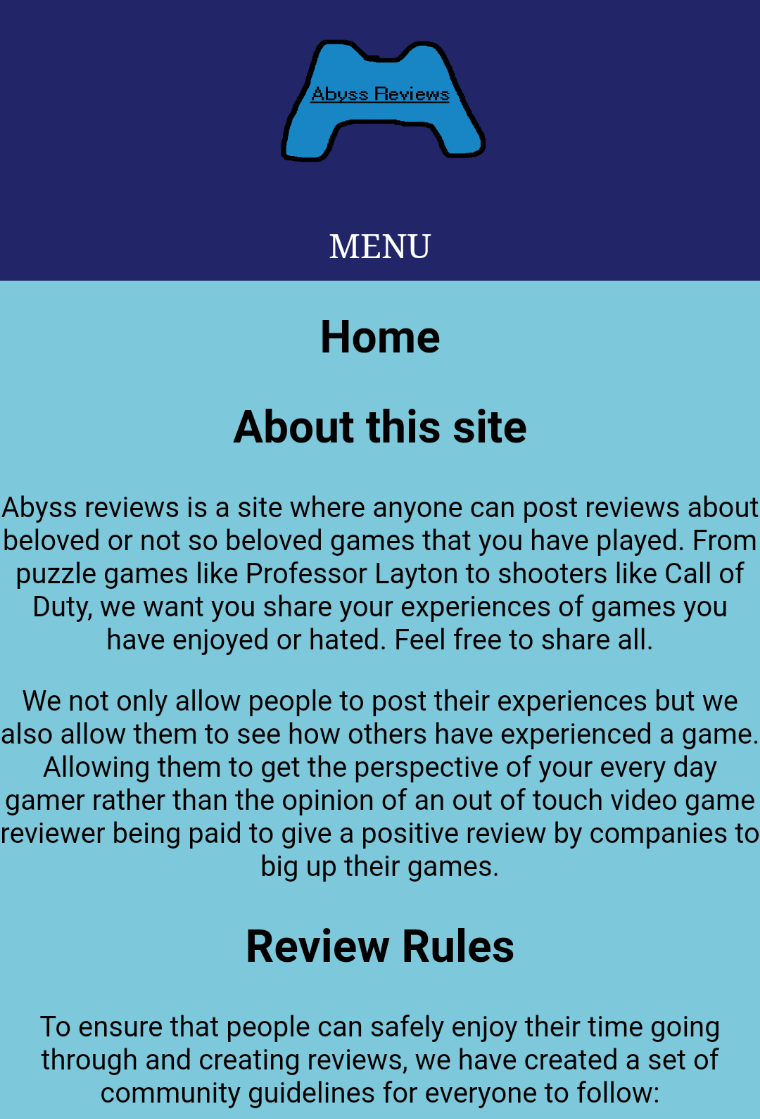 Abyss Reviews
MENU
Home
About this site
Abyss reviews is a site where anyone can post reviews about
beloved or not so beloved games that you have played. From
puzzle games like Professor Layton to shooters like Call of
Duty, we want you share your experiences of games you
have enjoyed or hated. Feel free to share all.
We not only allow people to post their experiences but we
also allow them to see how others have experienced a game.
Allowing them to get the perspective of your every day
gamer rather than the opinion of an out of touch video game
reviewer being paid to give a positive review by companies to
big up their games.
Review Rules
To ensure that people can safely enjoy their time going
through and creating reviews, we have created a set of
community guidelines for everyone to follow: